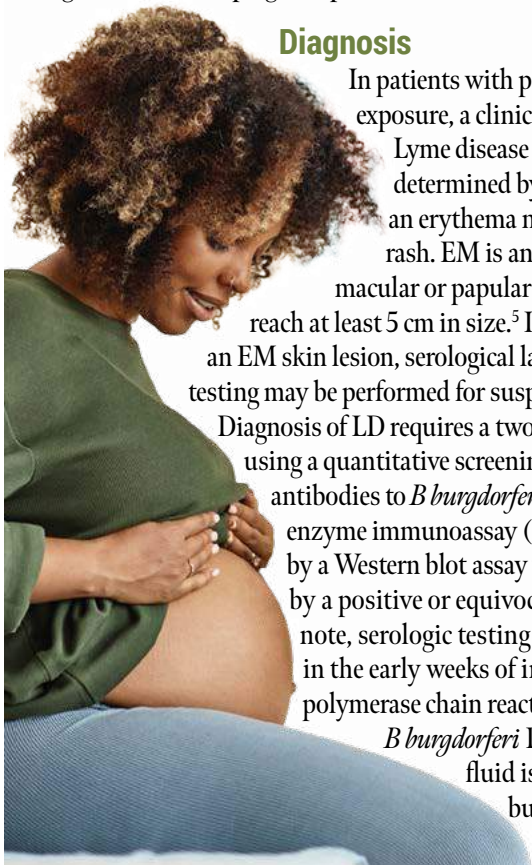 Diagnosis
In patients with p
exposure, a clinic
Lyme disease
determined by
an erythema m
rash. EM is an
macular or papular
reach at least 5 cm in size.⁵ I
an EM skin lesion, serological la
testing may be performed for susp
Diagnosis of LD requires a two
using a quantitative screenin
antibodies to B burgdorfer
enzyme immunoassay (
by a Western blot assay
by a positive or equivoc
note, serologic testing
in the early weeks of in
polymerase chain react
B burgdorferi
fluid is
bu